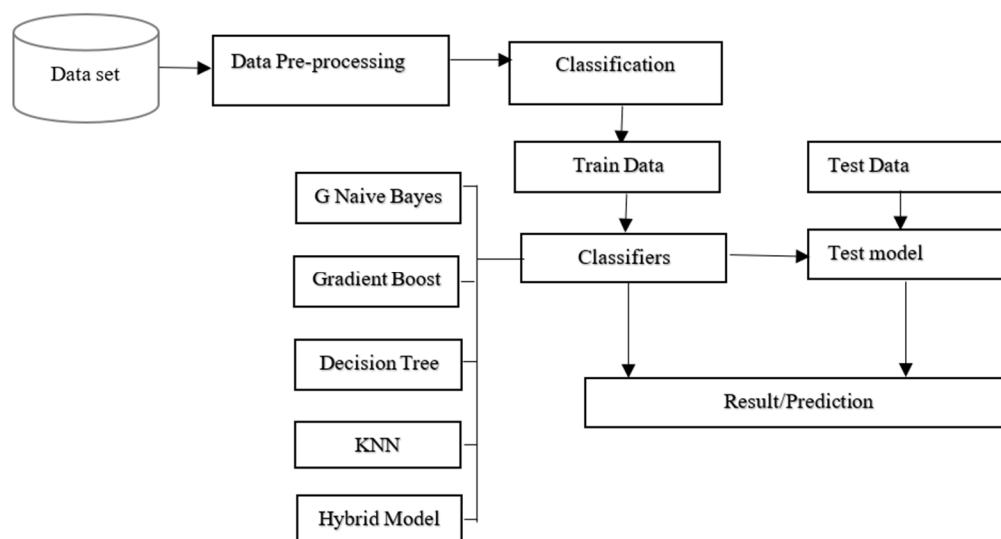 Data set
Data Pre-processing
Classification
Train Data
Test Data
G Naive Bayes
Classifiers
Test model
Gradient Boost
Decision Tree
Result/Prediction
KNN
Hybrid Model